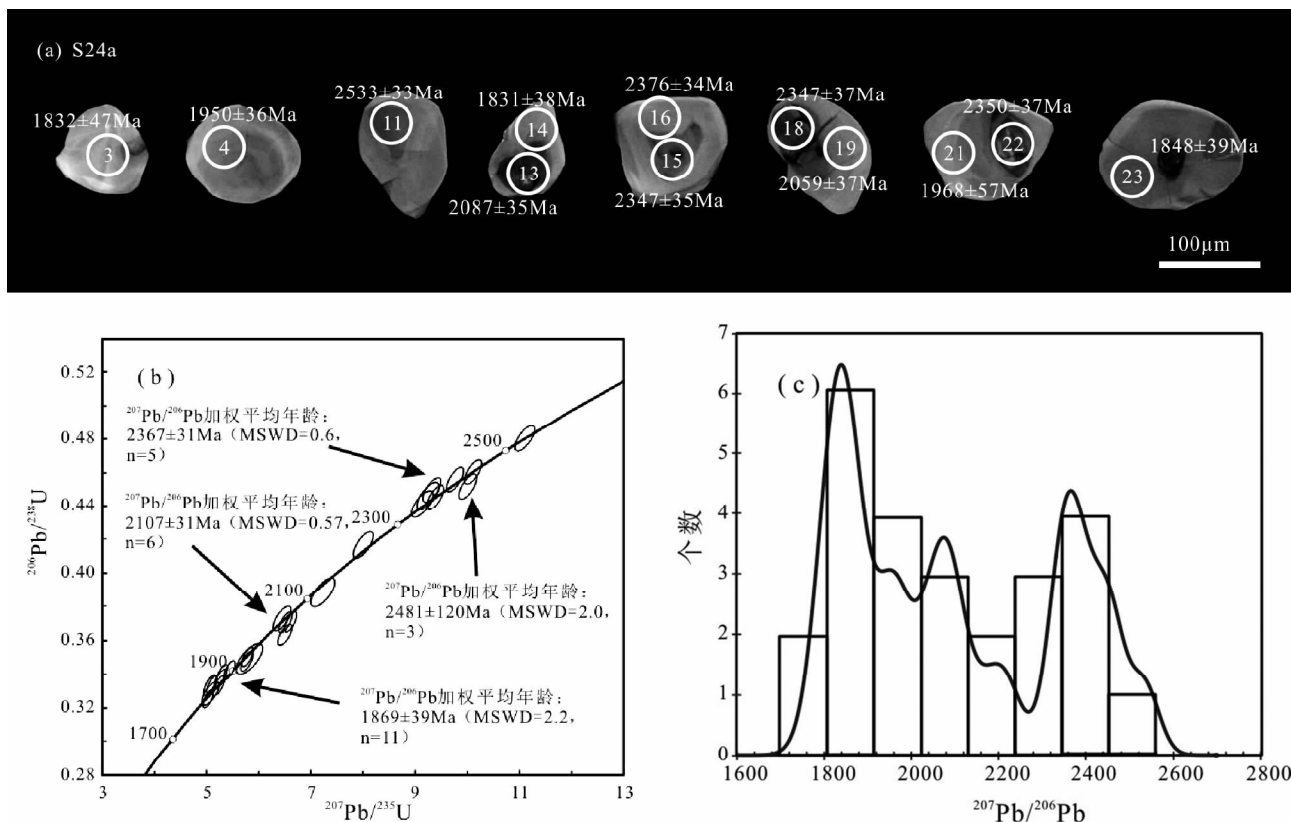 (a) S24a
1832±47Ma
3
1950±36Ma
4
2533±33Ma
11
1831±38Ma
14
13
2087±35Ma
2376±34Ma
16
15
2347±35Ma
2347±37Ma
18
19
2059±37Ma
2350±37Ma
21
22
1968±57Ma
1848±39Ma
23
100μm
(b)
²⁰⁷Pb/²⁰⁶Pb加权平均年龄:
2367±31Ma（MSWD=0.6,
n=5）
²⁰⁷Pb/²⁰⁶Pb加权平均年龄:
2107±31Ma（MSWD=0.57,
n=6）
²⁰⁷Pb/²⁰⁶Pb加权平均年龄:
2481±120Ma（MSWD=2.0,
n=3）
²⁰⁷Pb/²⁰⁶Pb加权平均年龄:
1869±39Ma（MSWD=2.2,
n=11）
2500
2300
2100
1900
1700
0.52
0.48
0.44
0.40
0.36
0.32
0.28
²⁰⁶Pb/²³⁸U
3 5 7 9 11 13
²⁰⁷Pb/²³⁵U
(c)
7
6
5
4
3
2
1
0
个数
1600 1800 2000 2200 2400 2600 2800
²⁰⁷Pb/²⁰⁶Pb